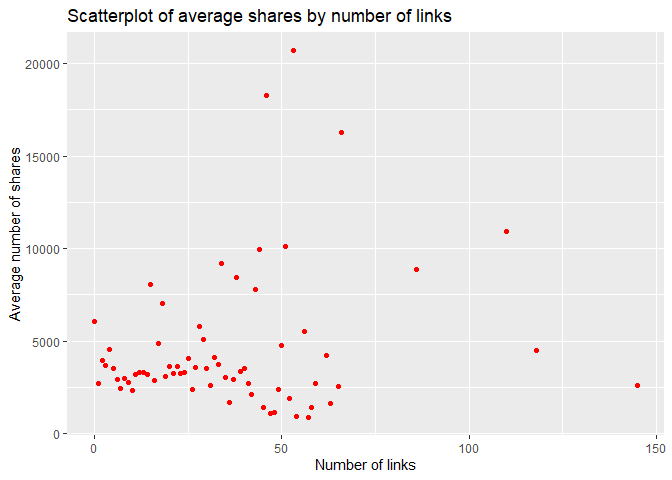 Scatterplot of average shares by number of links
20000
15000
10000
5000
0
Average number of shares
0 50 100 150
Number of links